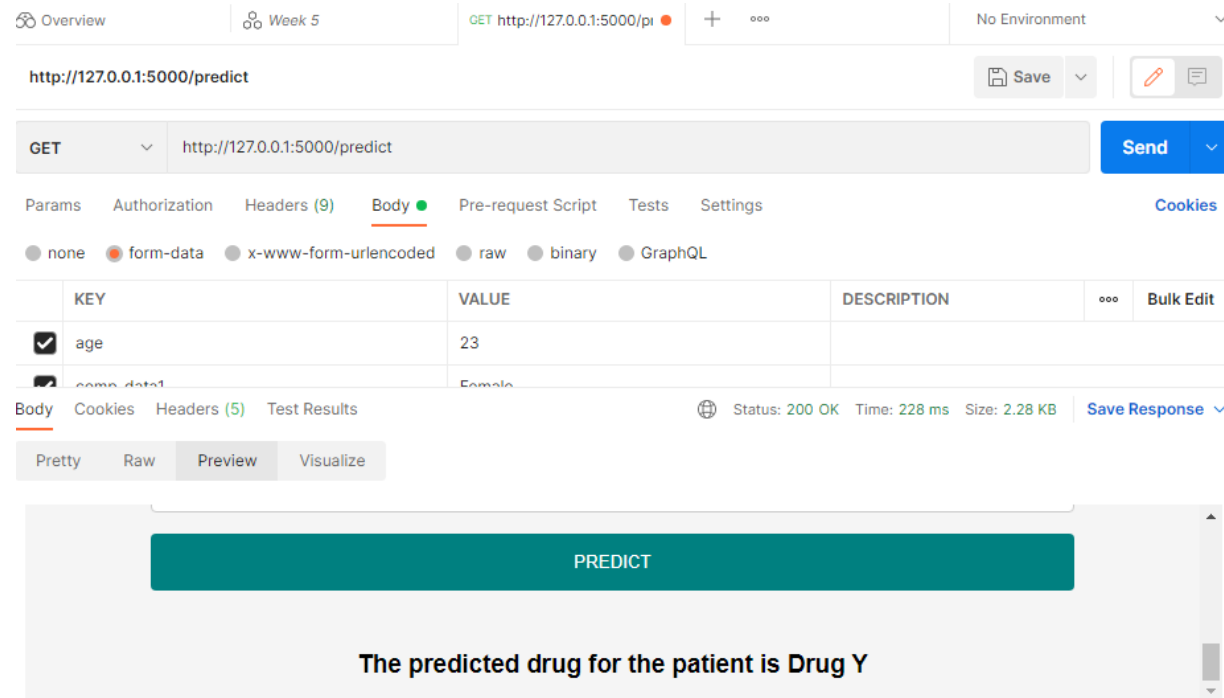 Overview Week 5 GET http://127.0.0.1:5000/pr No Environment
http://127.0.0.1:5000/predict Save
GET http://127.0.0.1:5000/predict Send
Params Authorization Headers (9) Body Pre-request Script Tests Settings Cookies
none form-data x-www-form-urlencoded raw binary GraphQL
KEY VALUE DESCRIPTION Bulk Edit
age 23
comp_data1 Female
Body Cookies Headers (5) Test Results Status: 200 OK Time: 228 ms Size: 2.28 KB Save Response
Pretty Raw Preview Visualize
PREDICT
The predicted drug for the patient is Drug Y